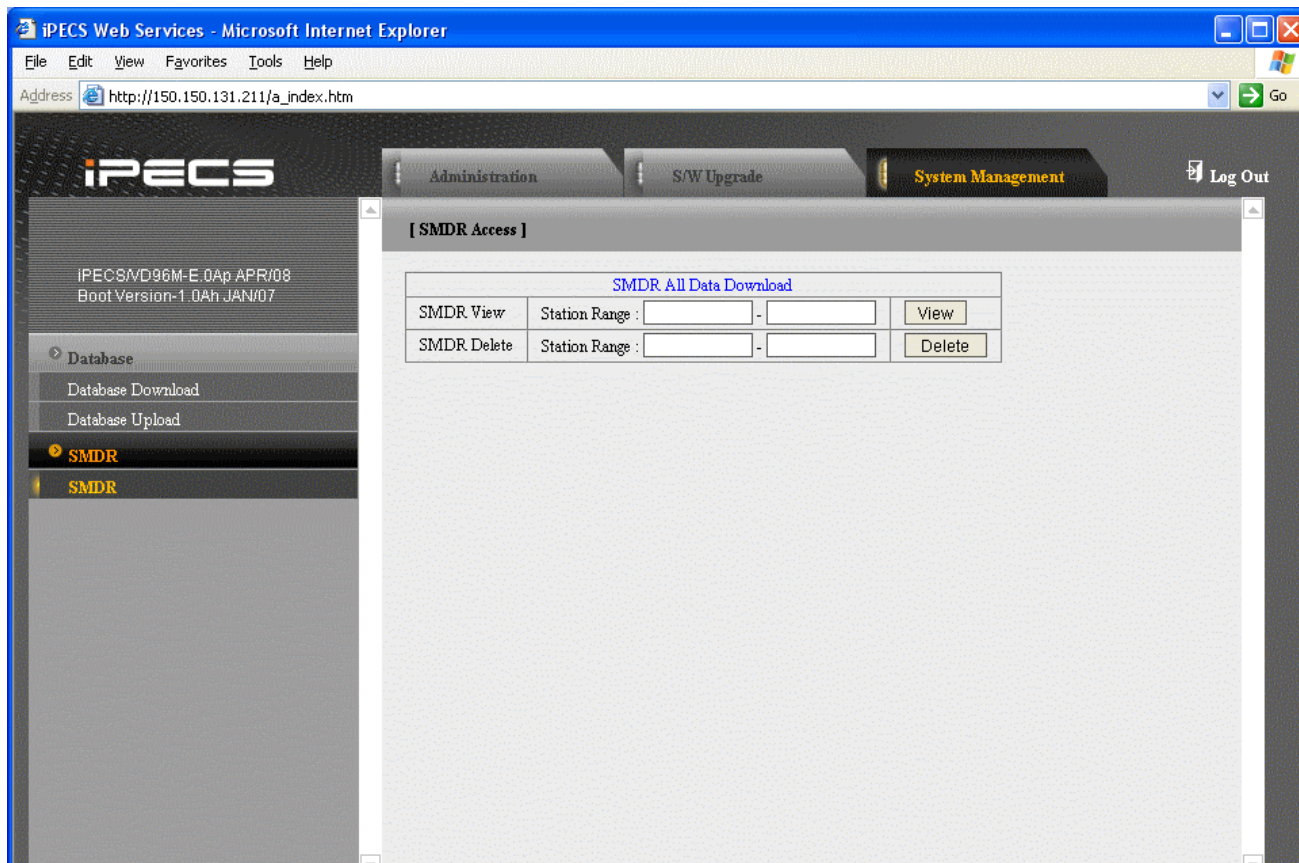 iPECS Web Services - Microsoft Internet Explorer
File Edit View Favorites Tools Help
Address http://150.150.131.211/a_index.htm Go
iPECS Administration S/W Upgrade System Management Log Out
[ SMDR Access ]
iPECS/VD96M-E.0Ap APR/08
Boot Version-1.0Ah JAN/07
SMDR All Data Download
SMDR View Station Range : - View
SMDR Delete Station Range : - Delete
Database
Database Download
Database Upload
SMDR
SMDR